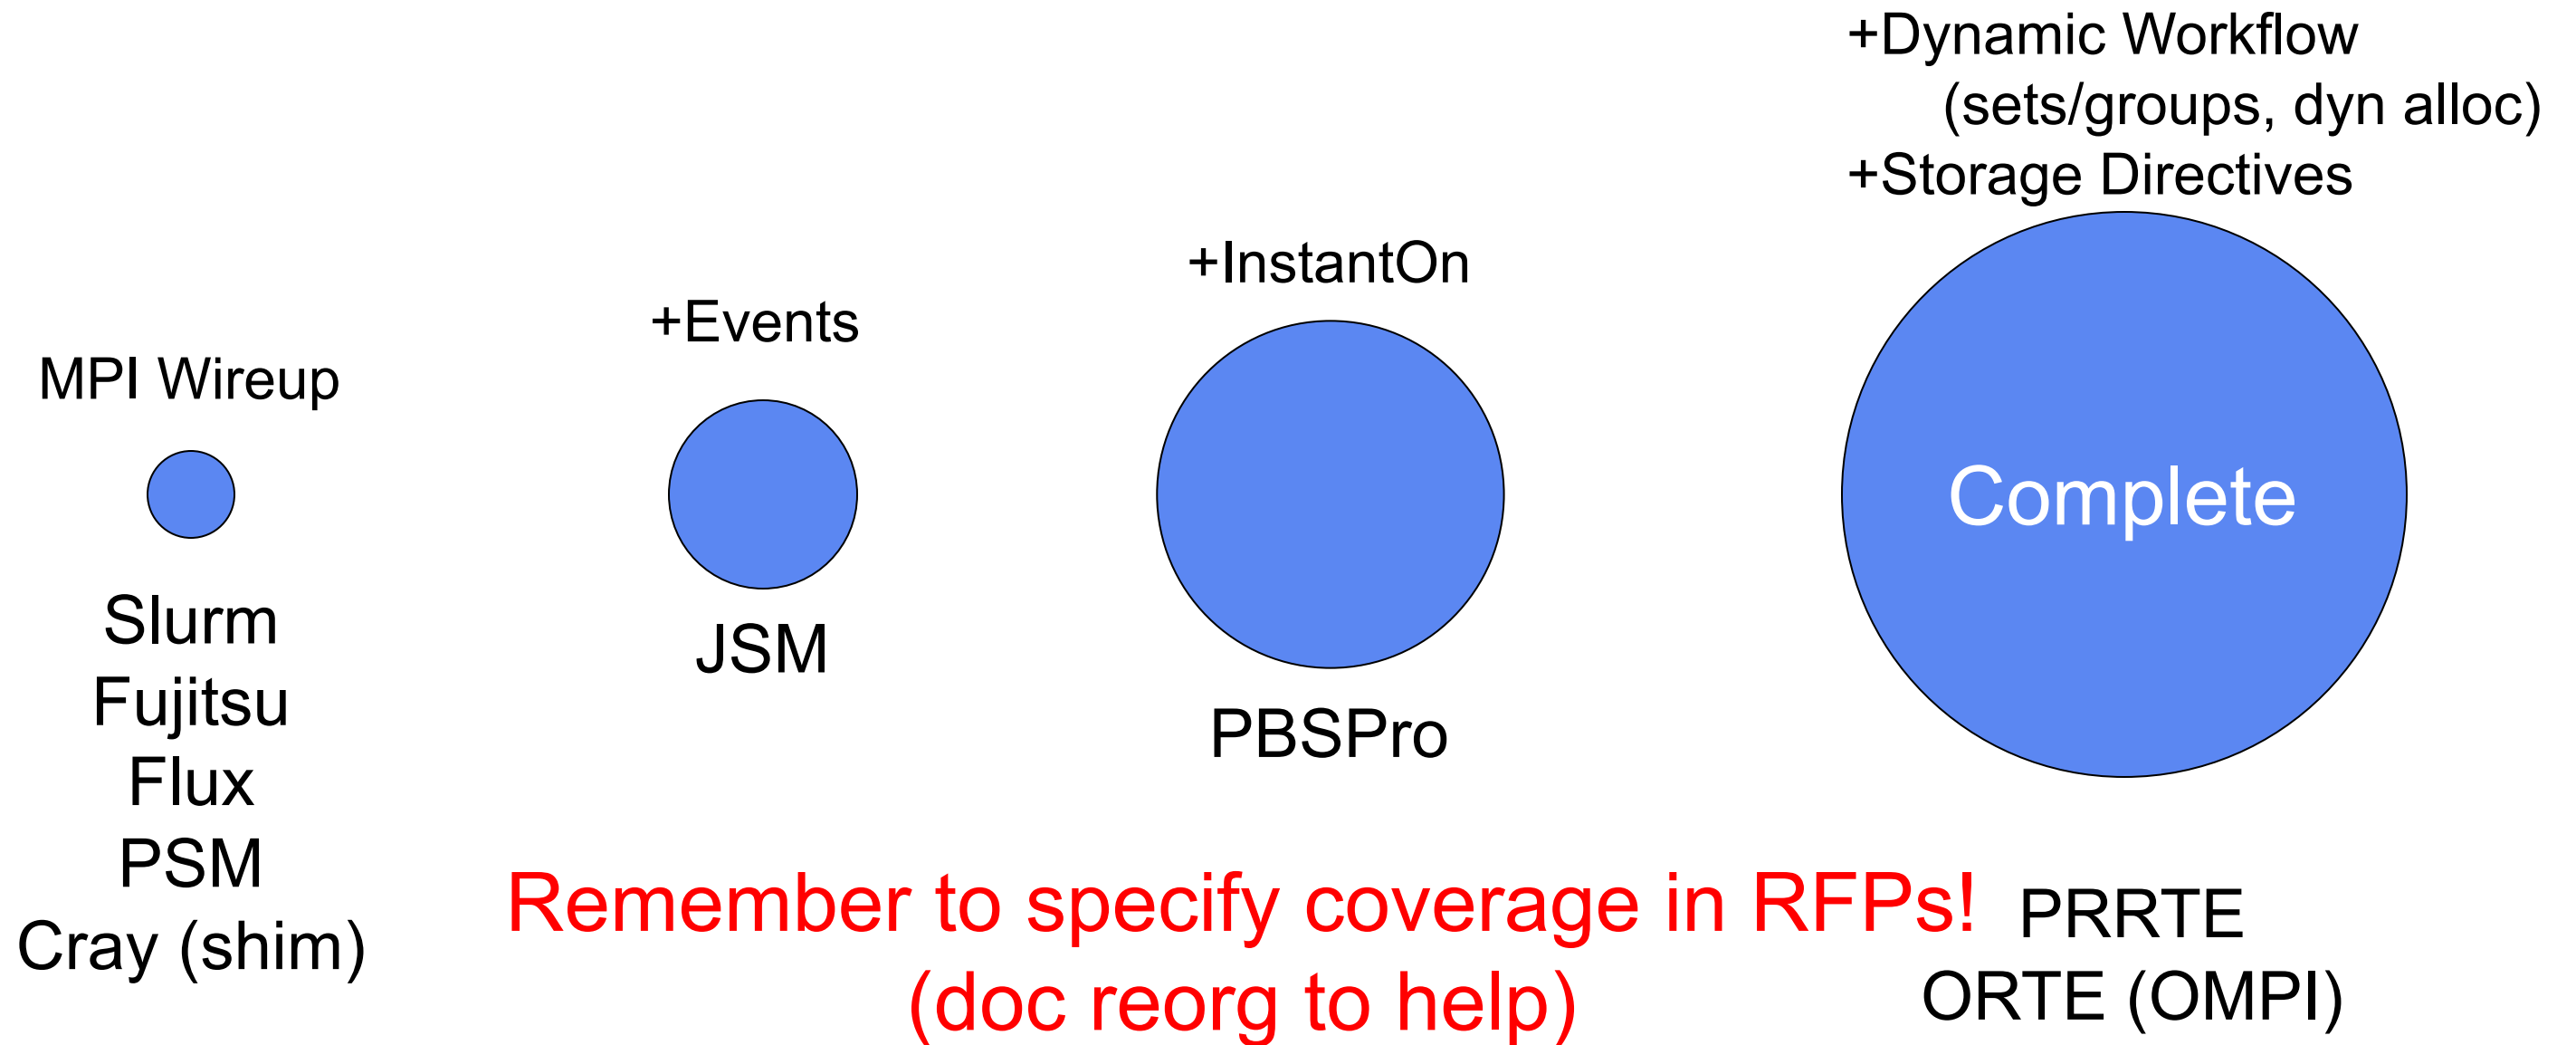 MPI Wireup
Slurm
Fujitsu
Flux
PSM
Cray (shim)
+Events
JSM
+InstantOn
PBSPro
+Dynamic Workflow
(sets/groups, dyn alloc)
+Storage Directives
Complete
PRRTE
ORTE (OMPI)
Remember to specify coverage in RFPs!
(doc reorg to help)